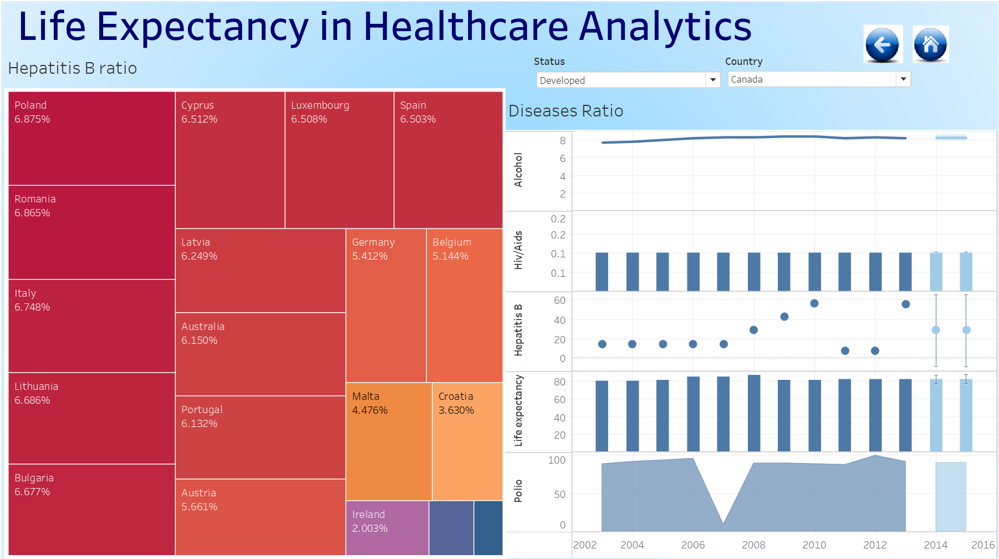 Life Expectancy in Healthcare Analytics
Hepatitis B ratio
Status
Country
Developed
Canada
Diseases Ratio
Poland
6.875%
Romania
6.865%
Italy
6.748%
Lithuania
6.686%
Bulgaria
6.677%
Cyprus
6.512%
Luxembourg
6.508%
Spain
6.503%
Latvia
6.249%
Australia
6.150%
Portugal
6.132%
Austria
5.661%
Germany
5.412%
Belgium
5.144%
Malta
4.476%
Croatia
3.630%
Ireland
2.003%
Alcohol
8
6
4
2
Hiv/Aids
0.2
0.2
0.1
0.1
Hepatitis B
60
40
20
0
Life expectancy
80
60
40
20
Polio
100
50
0
2002 2004 2006 2008 2010 2012 2014 2016